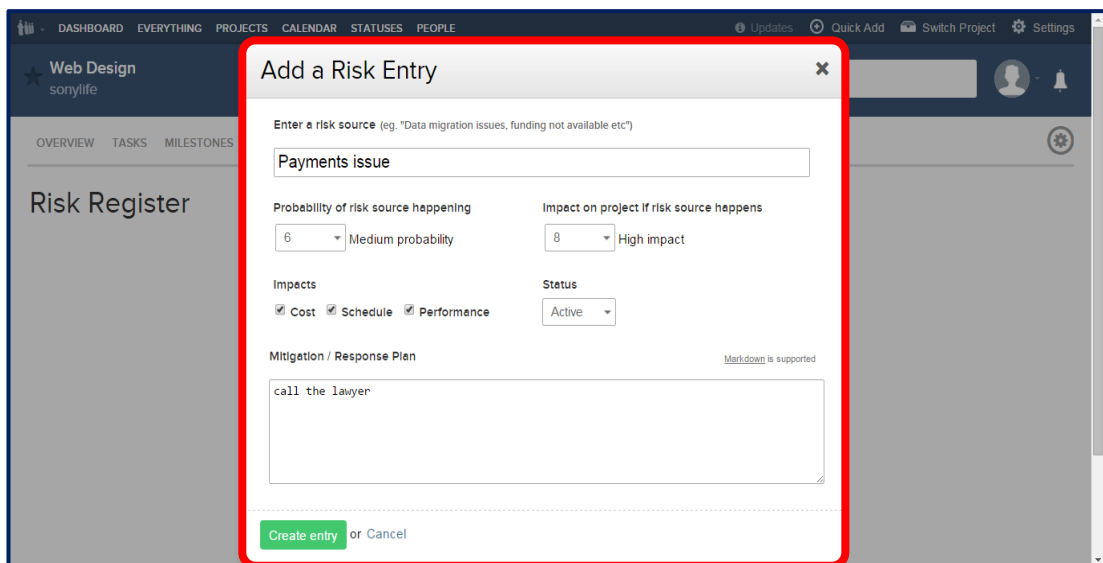 DASHBOARD EVERYTHING PROJECTS CALENDAR STATUSES PEOPLE Updates Quick Add Switch Project Settings
Web Design
sonylife
OVERVIEW TASKS MILESTONES
Risk Register
Add a Risk Entry
Enter a risk source (eg. "Data migration issues, funding not available etc")
Payments issue
Probability of risk source happening Impact on project if risk source happens
6 Medium probability 8 High impact
Impacts Status
Cost Schedule Performance Active
Mitigation / Response Plan Markdown is supported
call the lawyer
Create entry or Cancel